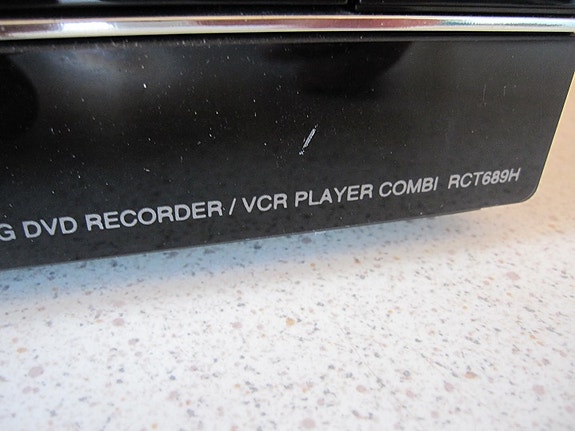 G DVD RECORDER / VCR PLAYER COMBI RCT689H